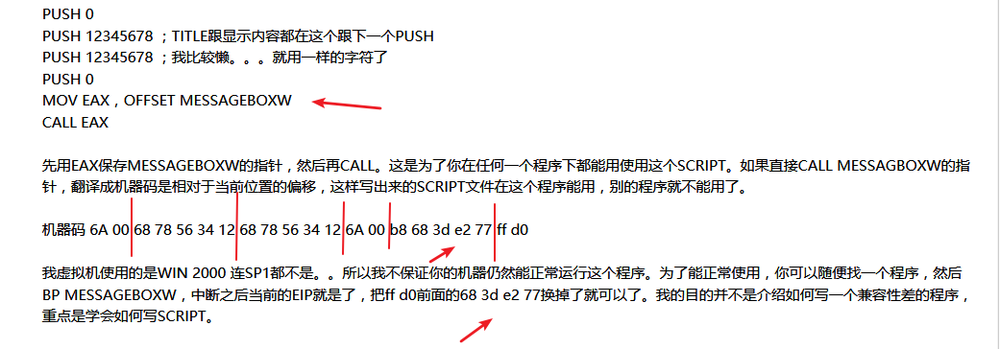 PUSH 0
PUSH 12345678 ；TITLE跟显示内容都在这个跟下一个PUSH
PUSH 12345678 ；我比较懒。。。就用一样的字符了
PUSH 0
MOV EAX，OFFSET MESSAGEBOXW
CALL EAX
先用EAX保存MESSAGEBOXW的指针，然后再CALL。这是为了你在任何一个程序下都能用使用这个SCRIPT。如果直接CALL MESSAGBOXW的指
针，翻译成机器码是相对于当前位置的偏移，这样写出来的SCRIPT文件在这个程序能用，别的程序就不能用了。
机器码 6A 00 68 78 56 34 12 68 78 56 34 12 6A 00 b8 68 3d e2 77 ff d0
我虚拟机使用的是WIN 2000 连SP1都不是。。所以我不保证你的机器仍然能正常运行这个程序。为了能正常使用，你可以随便找一个程序，然后
BP MESSAGEBOXW，中断之后当前的EIP就是了，把ff d0前面的68 3d e2 77换掉了就可以了。我的目的并不是介绍如何写一个兼容性差的程序，
重点是学会如何写SCRIPT。